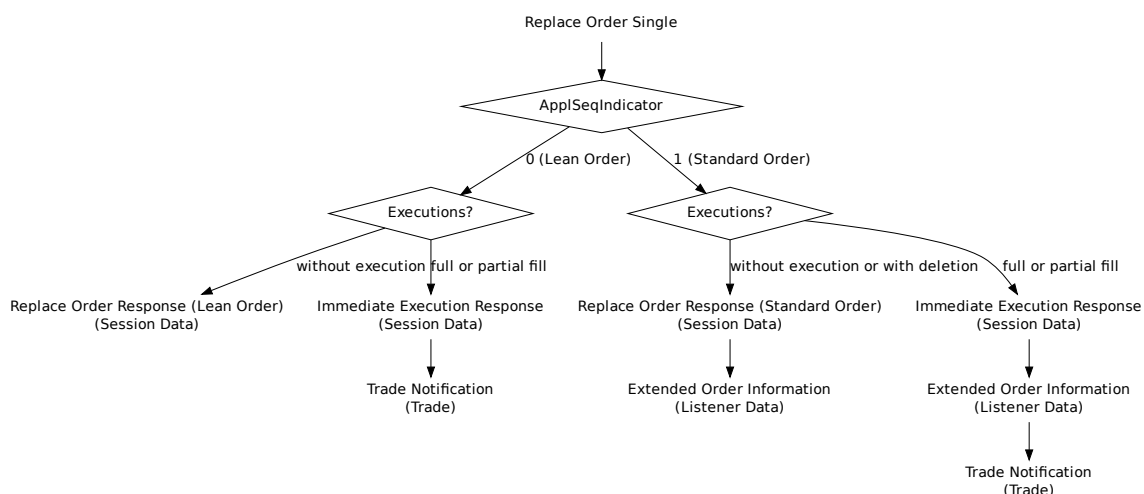 Replace Order Single
ApplSeqIndicator
0 (Lean Order)
1 (Standard Order)
Executions?
Executions?
without execution
full or partial fill
without execution or with deletion
full or partial fill
Replace Order Response (Lean Order)
(Session Data)
Immediate Execution Response
(Session Data)
Replace Order Response (Standard Order)
(Session Data)
Immediate Execution Response
(Session Data)
Trade Notification
(Trade)
Extended Order Information
(Listener Data)
Extended Order Information
(Listener Data)
Trade Notification
(Trade)